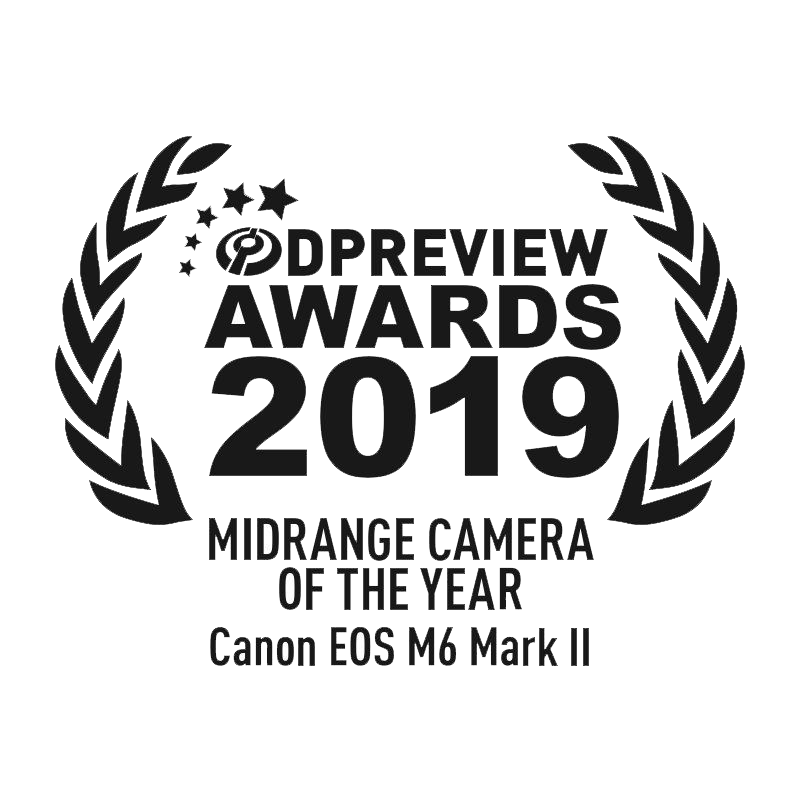 DPREVIEW
AWARDS
2019
MIDRANGE CAMERA
OF THE YEAR
Canon EOS M6 Mark II